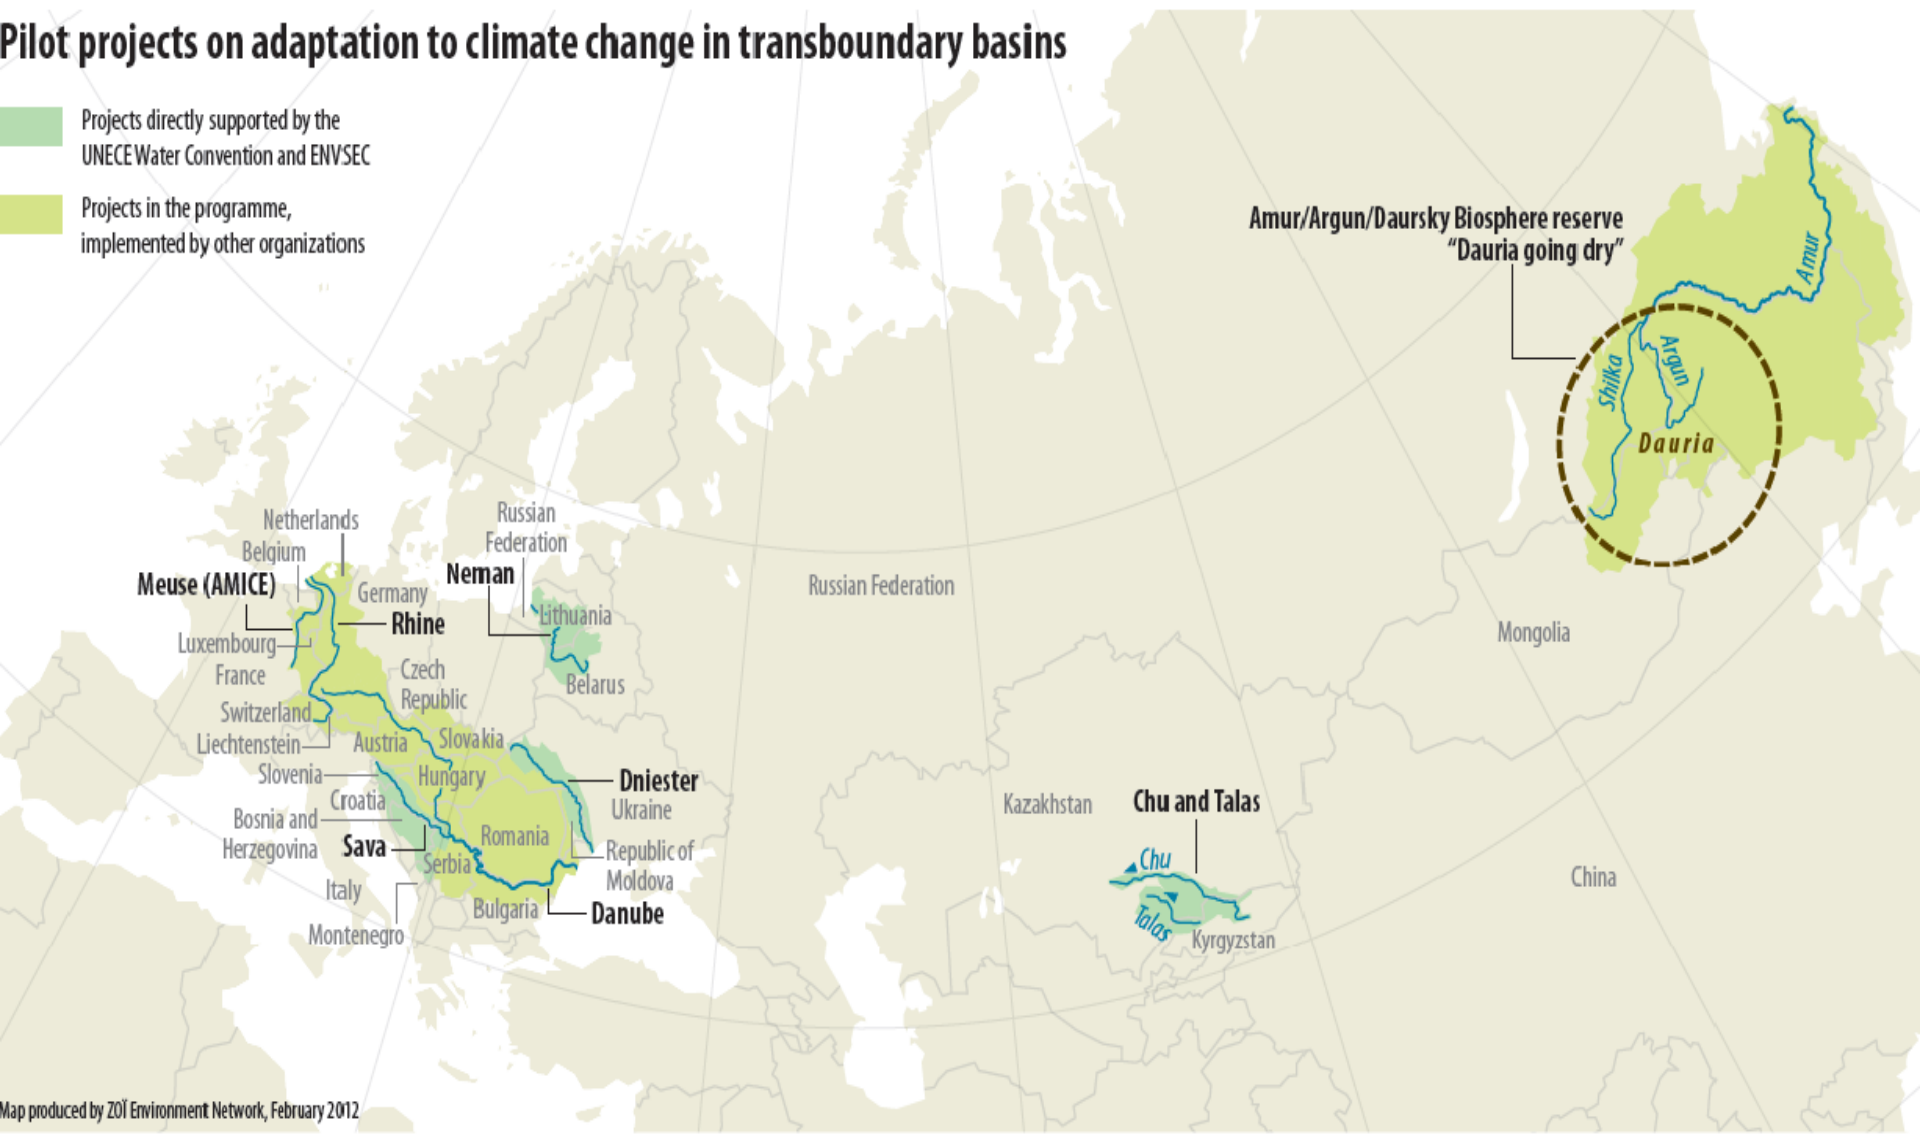 Pilot projects on adaptation to climate change in transboundary basins
Projects directly supported by the
UNECE Water Convention and ENVSEC
Projects in the programme,
implemented by other organizations
Amur/Argun/Daursky Biosphere reserve
“Dauria going dry”
Amur
Argun
Shilka
Dauria
Netherlands
Belgium
Meuse (AMICE)
Germany
Rhine
Luxembourg
France
Czech
Republic
Switzerland
Liechtenstein
Austria
Slovakia
Slovenia
Hungary
Croatia
Bosnia and
Herzegovina
Sava
Serbia
Romania
Italy
Montenegro
Bulgaria
Danube
Russian
Federation
Neman
Lithuania
Belarus
Dniester
Ukraine
Republic of
Moldova
Russian Federation
Mongolia
Kazakhstan
Chu and Talas
Chu
Talas
Kyrgyzstan
China
Map produced by ZOÏ Environment Network, February 2012